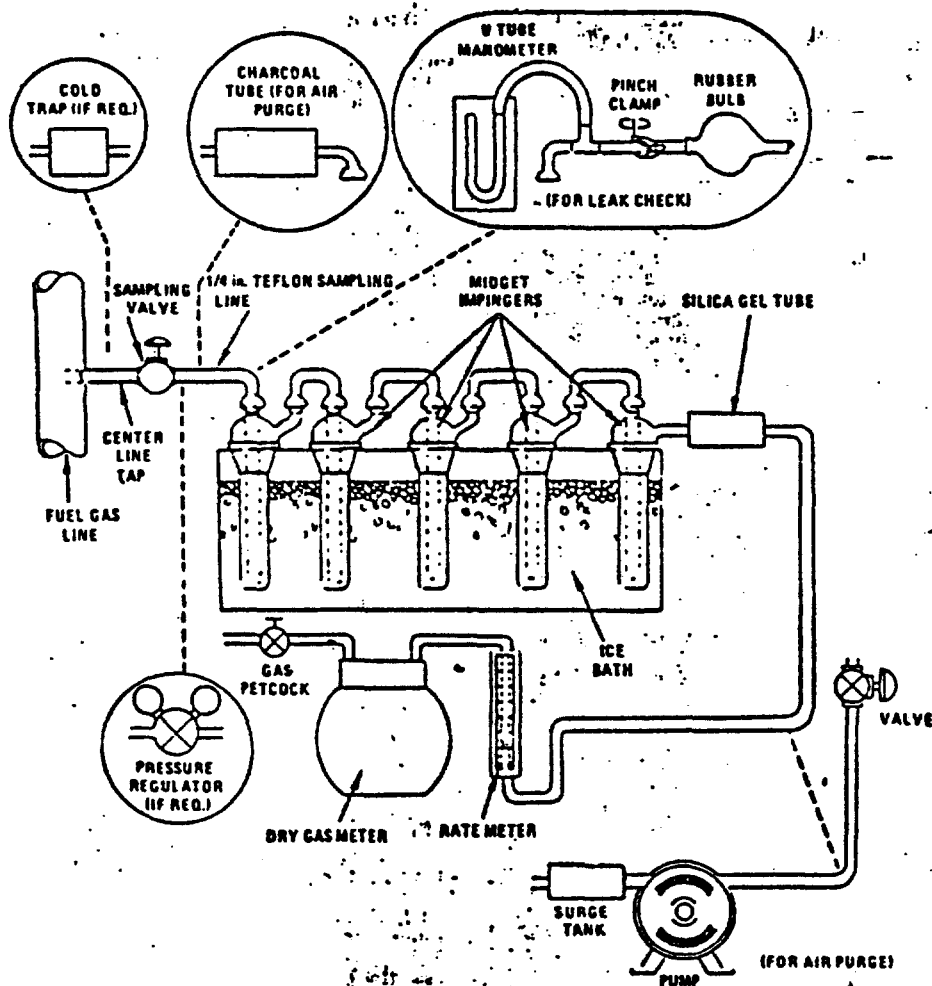 COLD
TRAP (IF REQ.)
CHARCOAL
TUBE (FOR AIR
PURGE)
U TUBE
MANOMETER
PINCH
CLAMP
RUBBER
BULB
(FOR LEAK CHECK)
SAMPLING
VALVE
1/4 in. TEFLON SAMPLING
LINE
MIDGET
IMPINGERS
SILICA GEL TUBE
CENTER
LINE
TAP
FUEL GAS
LINE
ICE
BATH
GAS
PETCOCK
VALVE
PRESSURE
REGULATOR
(IF REQ.)
DRY GAS METER
RATE METER
SURGE
TANK
PUMP
(FOR AIR PURGE)